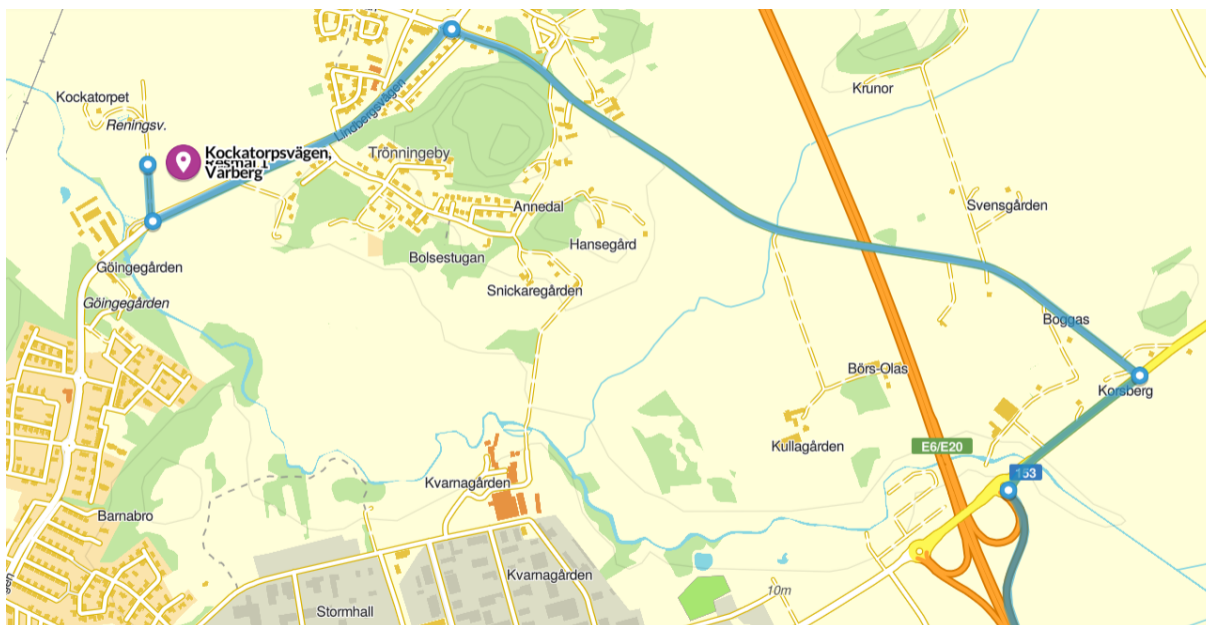 Krunor
Kockatorpet
Reningsv.
Lindbergsvägen
Kockatorpsvägen,
Varberg
Trönningeby
Svensgården
Annedal
Hansegård
Bolsestugan
Göingegården
Snickaregården
Göingegården
Boggas
Börs-Olas
Korsberg
Kullagården
E6/E20
153
Kvarnagården
Barnabro
Kvarnagården
10m
Stormhall